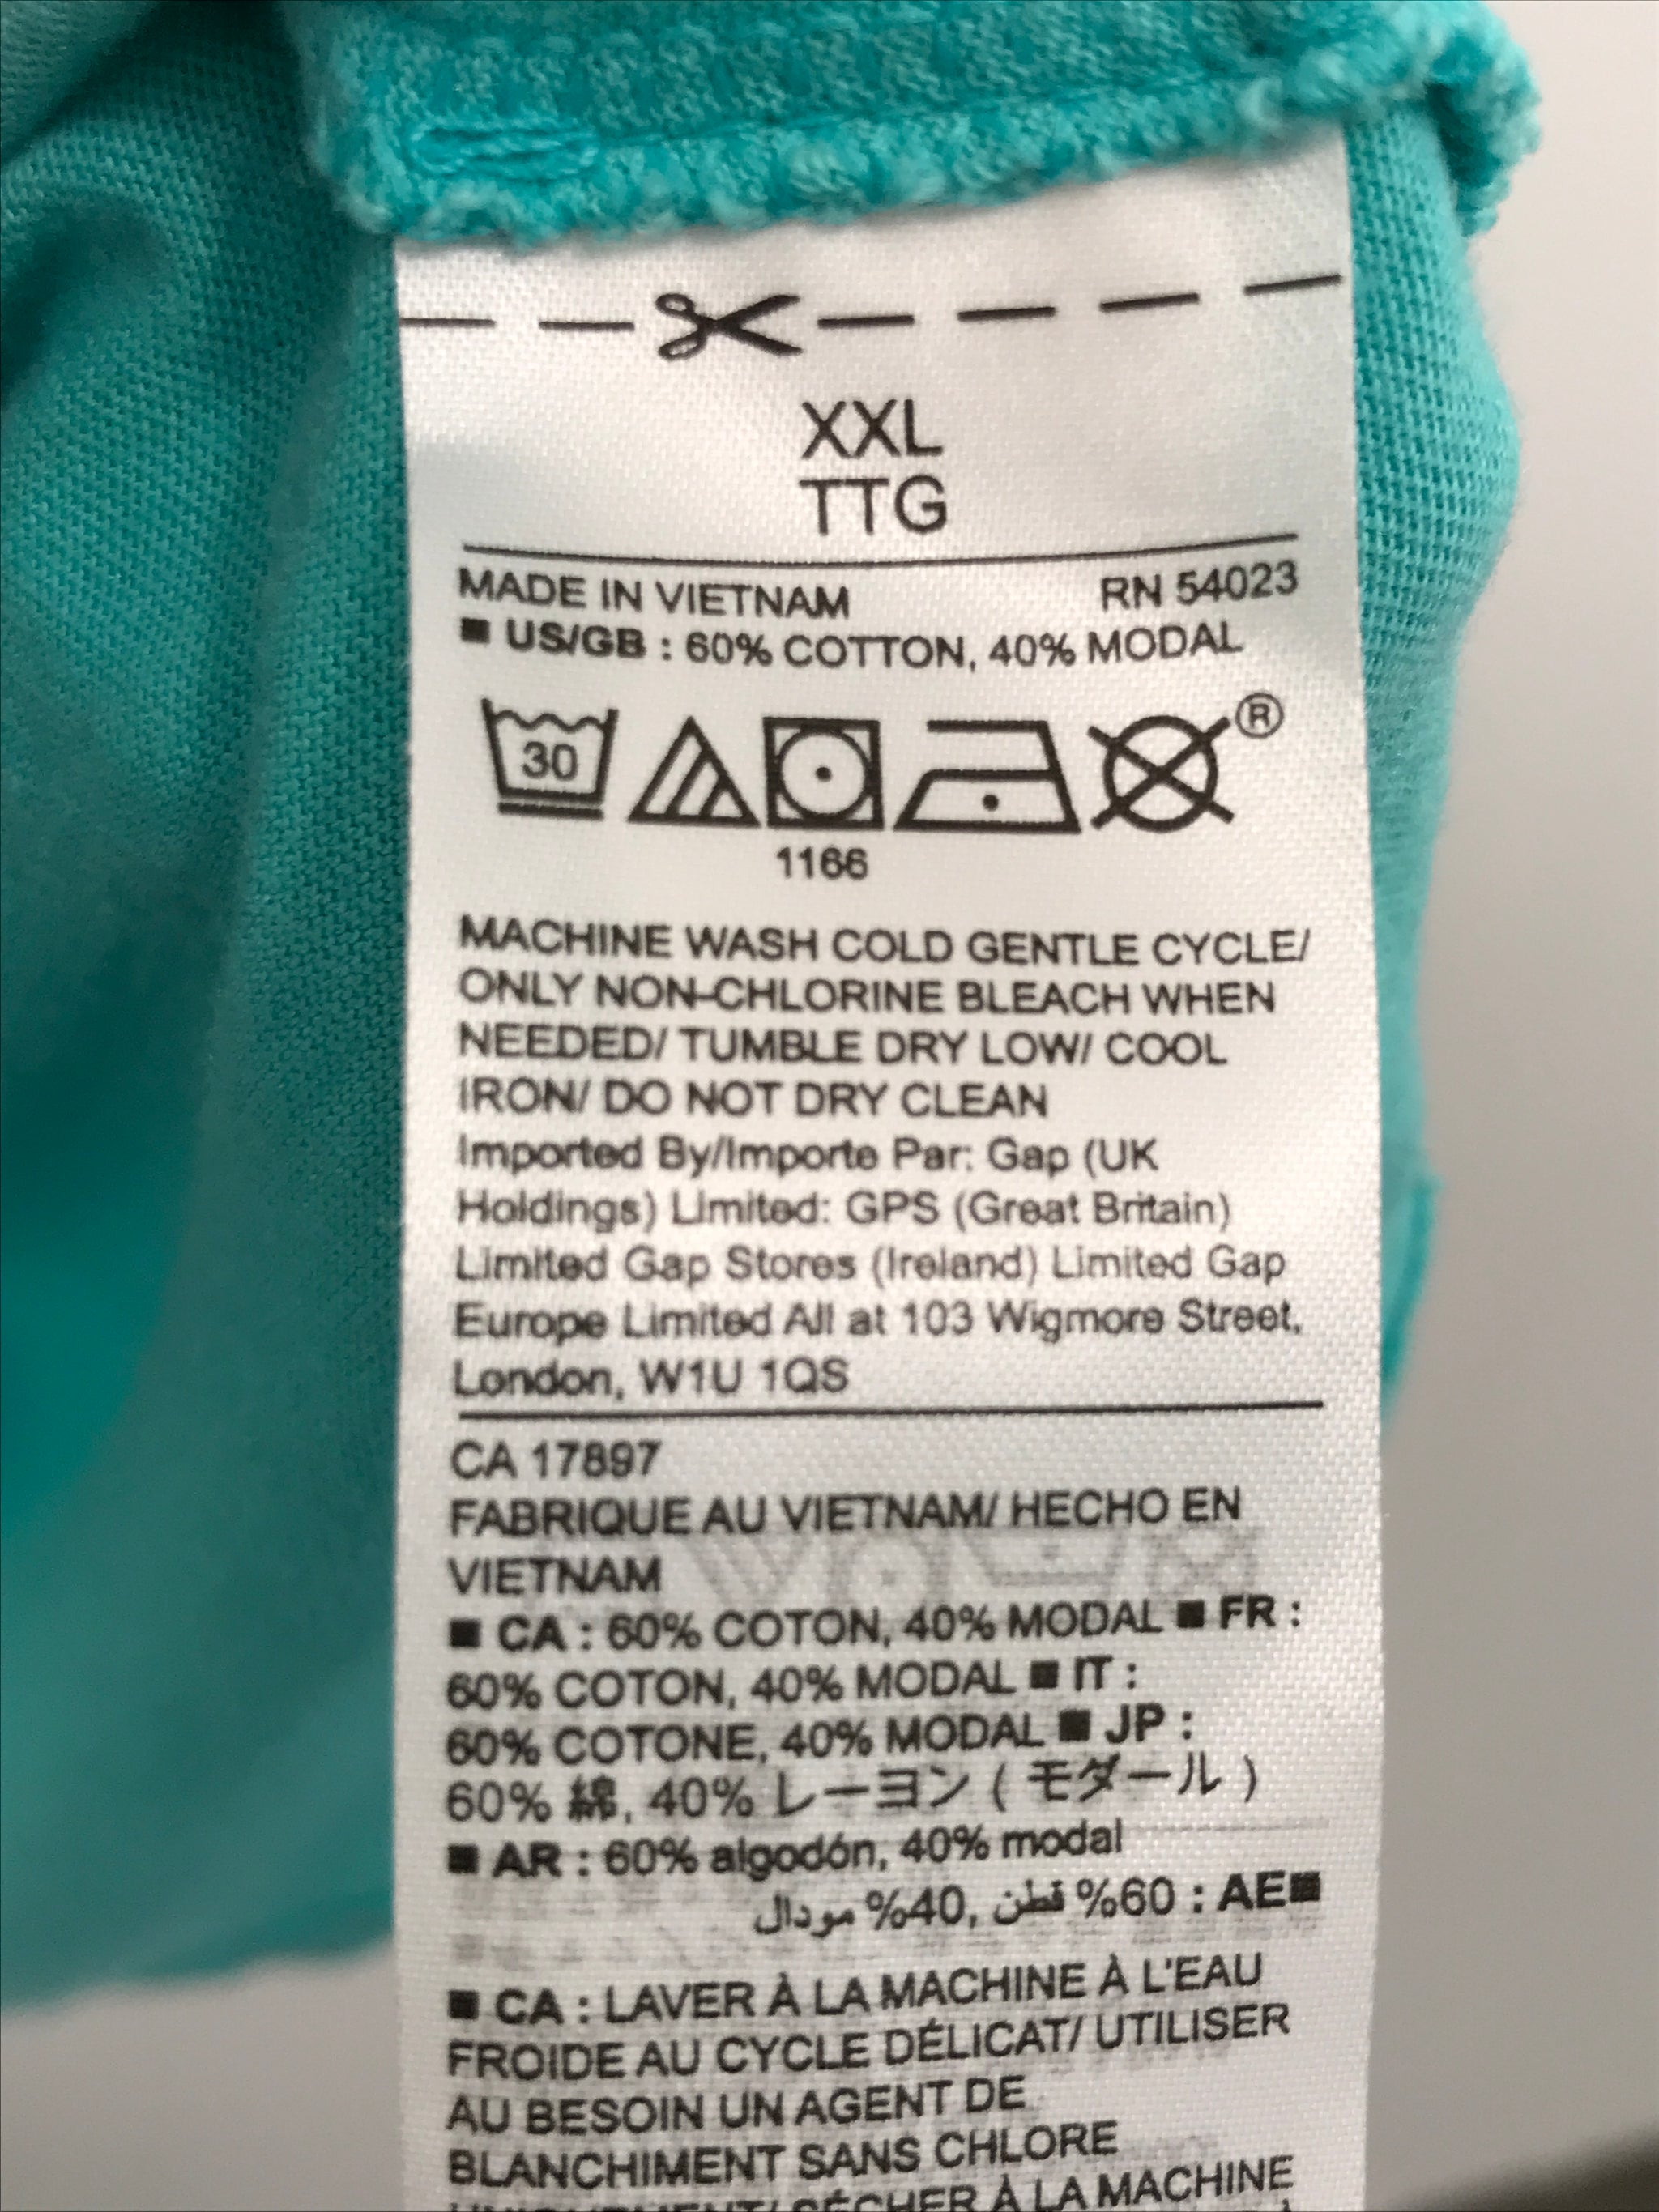 XXL
TTG
MADE IN VIETNAM RN 54023
■ US/GB : 60% COTTON, 40% MODAL
30
®
1166
MACHINE WASH COLD GENTLE CYCLE/
ONLY NON-CHLORINE BLEACH WHEN
NEEDED/ TUMBLE DRY LOW/ COOL
IRON/ DO NOT DRY CLEAN
Imported By/Importe Par: Gap (UK
Holdings) Limited: GPS (Great Britain)
Limited Gap Stores (Ireland) Limited Gap
Europe Limited All at 103 Wigmore Street,
London, W1U 1QS
CA 17897
FABRIQUE AU VIETNAM/ HECHO EN
VIETNAM
■ CA : 60% COTON, 40% MODAL ■ FR :
60% COTON, 40% MODAL ■ IT :
60% COTONE, 40% MODAL ■ JP :
60% 綿, 40% レーヨン ( モダール )
■ AR : 60% algodón, 40% modal
■AE : 60% قطن ,40% مودال
■ CA : LAVER À LA MACHINE À L'EAU
FROIDE AU CYCLE DÉLICAT/ UTILISER
AU BESOIN UN AGENT DE
BLANCHIMENT SANS CHLORE
UNIQUEMENT/ SÉCHER À LA MACHINE